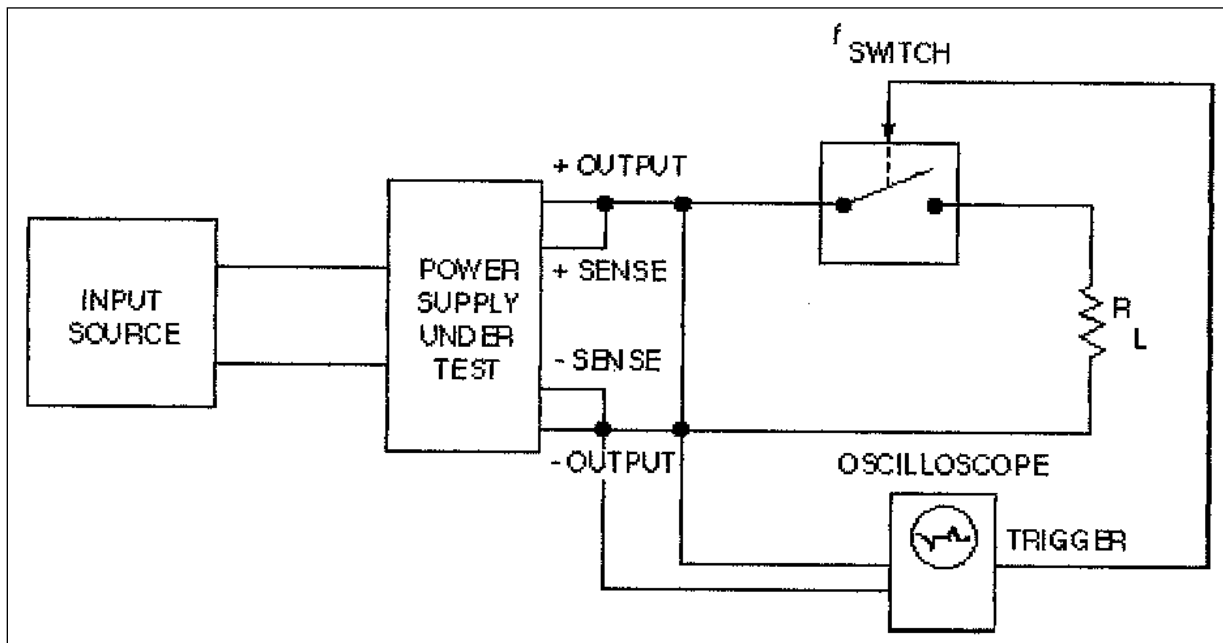 f
SWITCH
+ OUTPUT
+ SENSE
INPUT
SOURCE
POWER
SUPPLY
UNDER
TEST
- SENSE
- OUTPUT
R
L
OSCILLOSCOPE
TRIGGER